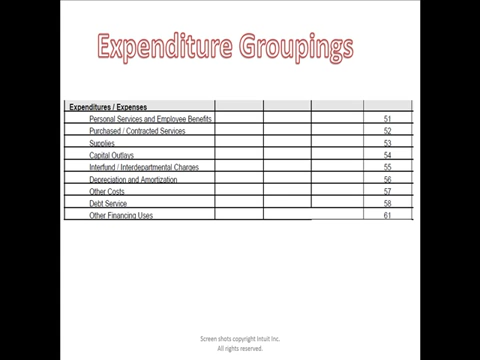 Expenditure Groupings
Expenditures / Expenses
Personal Services and Employee Benefits 51
Purchased / Contracted Services 52
Supplies 53
Capital Outlays 54
Interfund / Interdepartmental Charges 55
Depreciation and Amortization 56
Other Costs 57
Debt Service 58
Other Financing Uses 61
Screen shots copyright Intuit Inc.
All rights reserved.